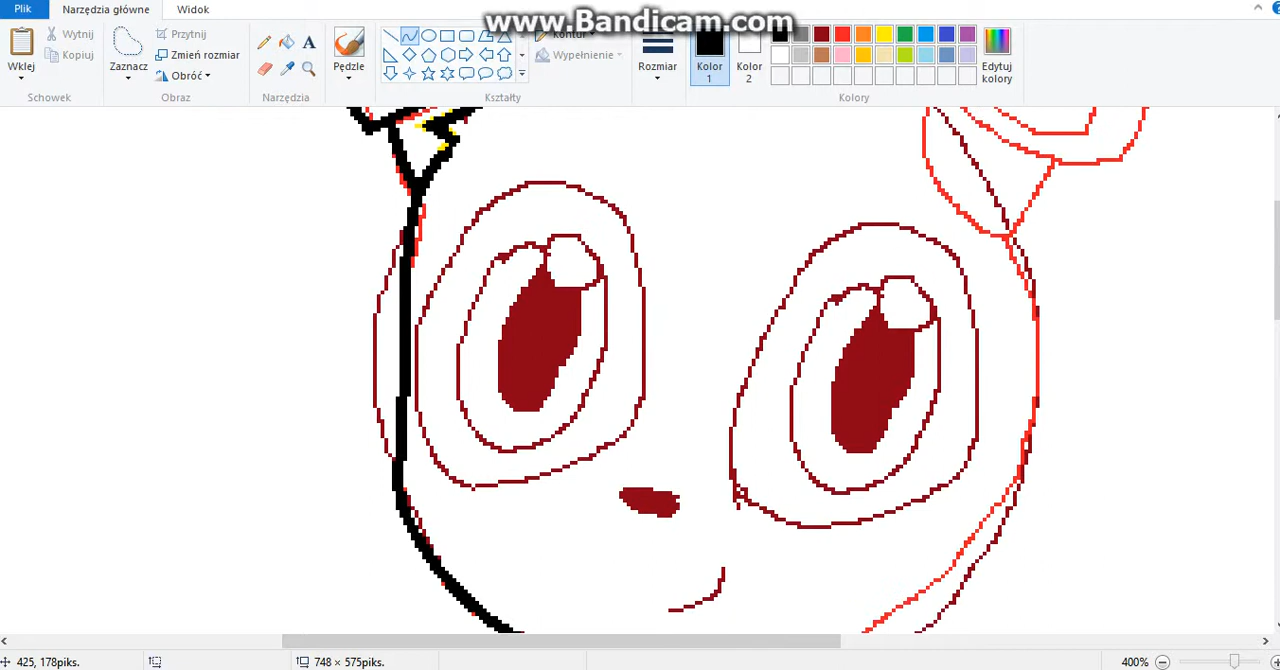 www.Bandicam.com
Plik
Narzędzia główne
Widok
Wklej
Wytnij
Kopiuj
Schowek
Zaznacz
Przytnij
Zmień rozmiar
Obróć
Obraz
A
Narzędzia
Pędzle
Kontur
Wypełnienie
Kształty
Rozmiar
Kolor
1
Kolor
2
Edytuj
kolory
Kolory
425, 178piks.
748 × 575piks.
400%